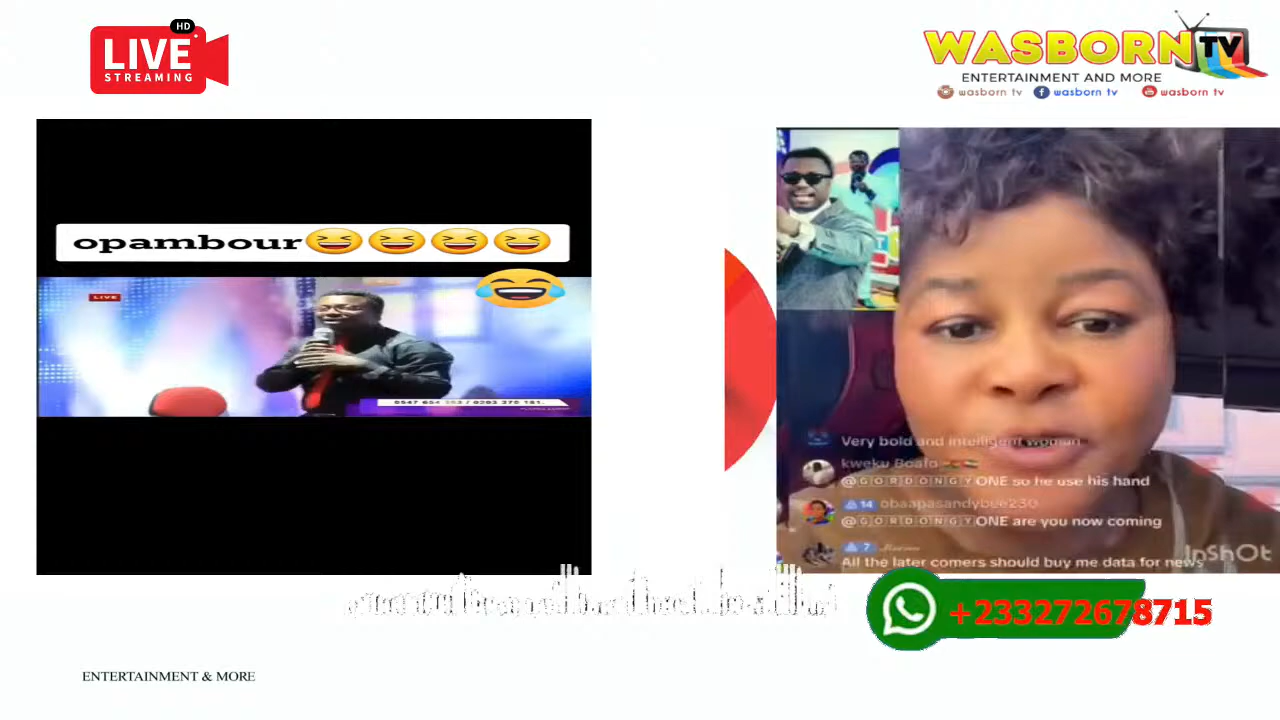 HD
LIVE
STREAMING
WASBORN TV
ENTERTAINMENT AND MORE
wasborn tv wasborn tv wasborn tv
opambour
LIVE
Very bold and intelligent woman
kweku Boafo
@GORDONGYONE so he use his hand
14 obaapasandybee230
@GORDONGYONE are you now coming
7
All the later comers should buy me data for news
InShOt
+233272678715
ENTERTAINMENT & MORE